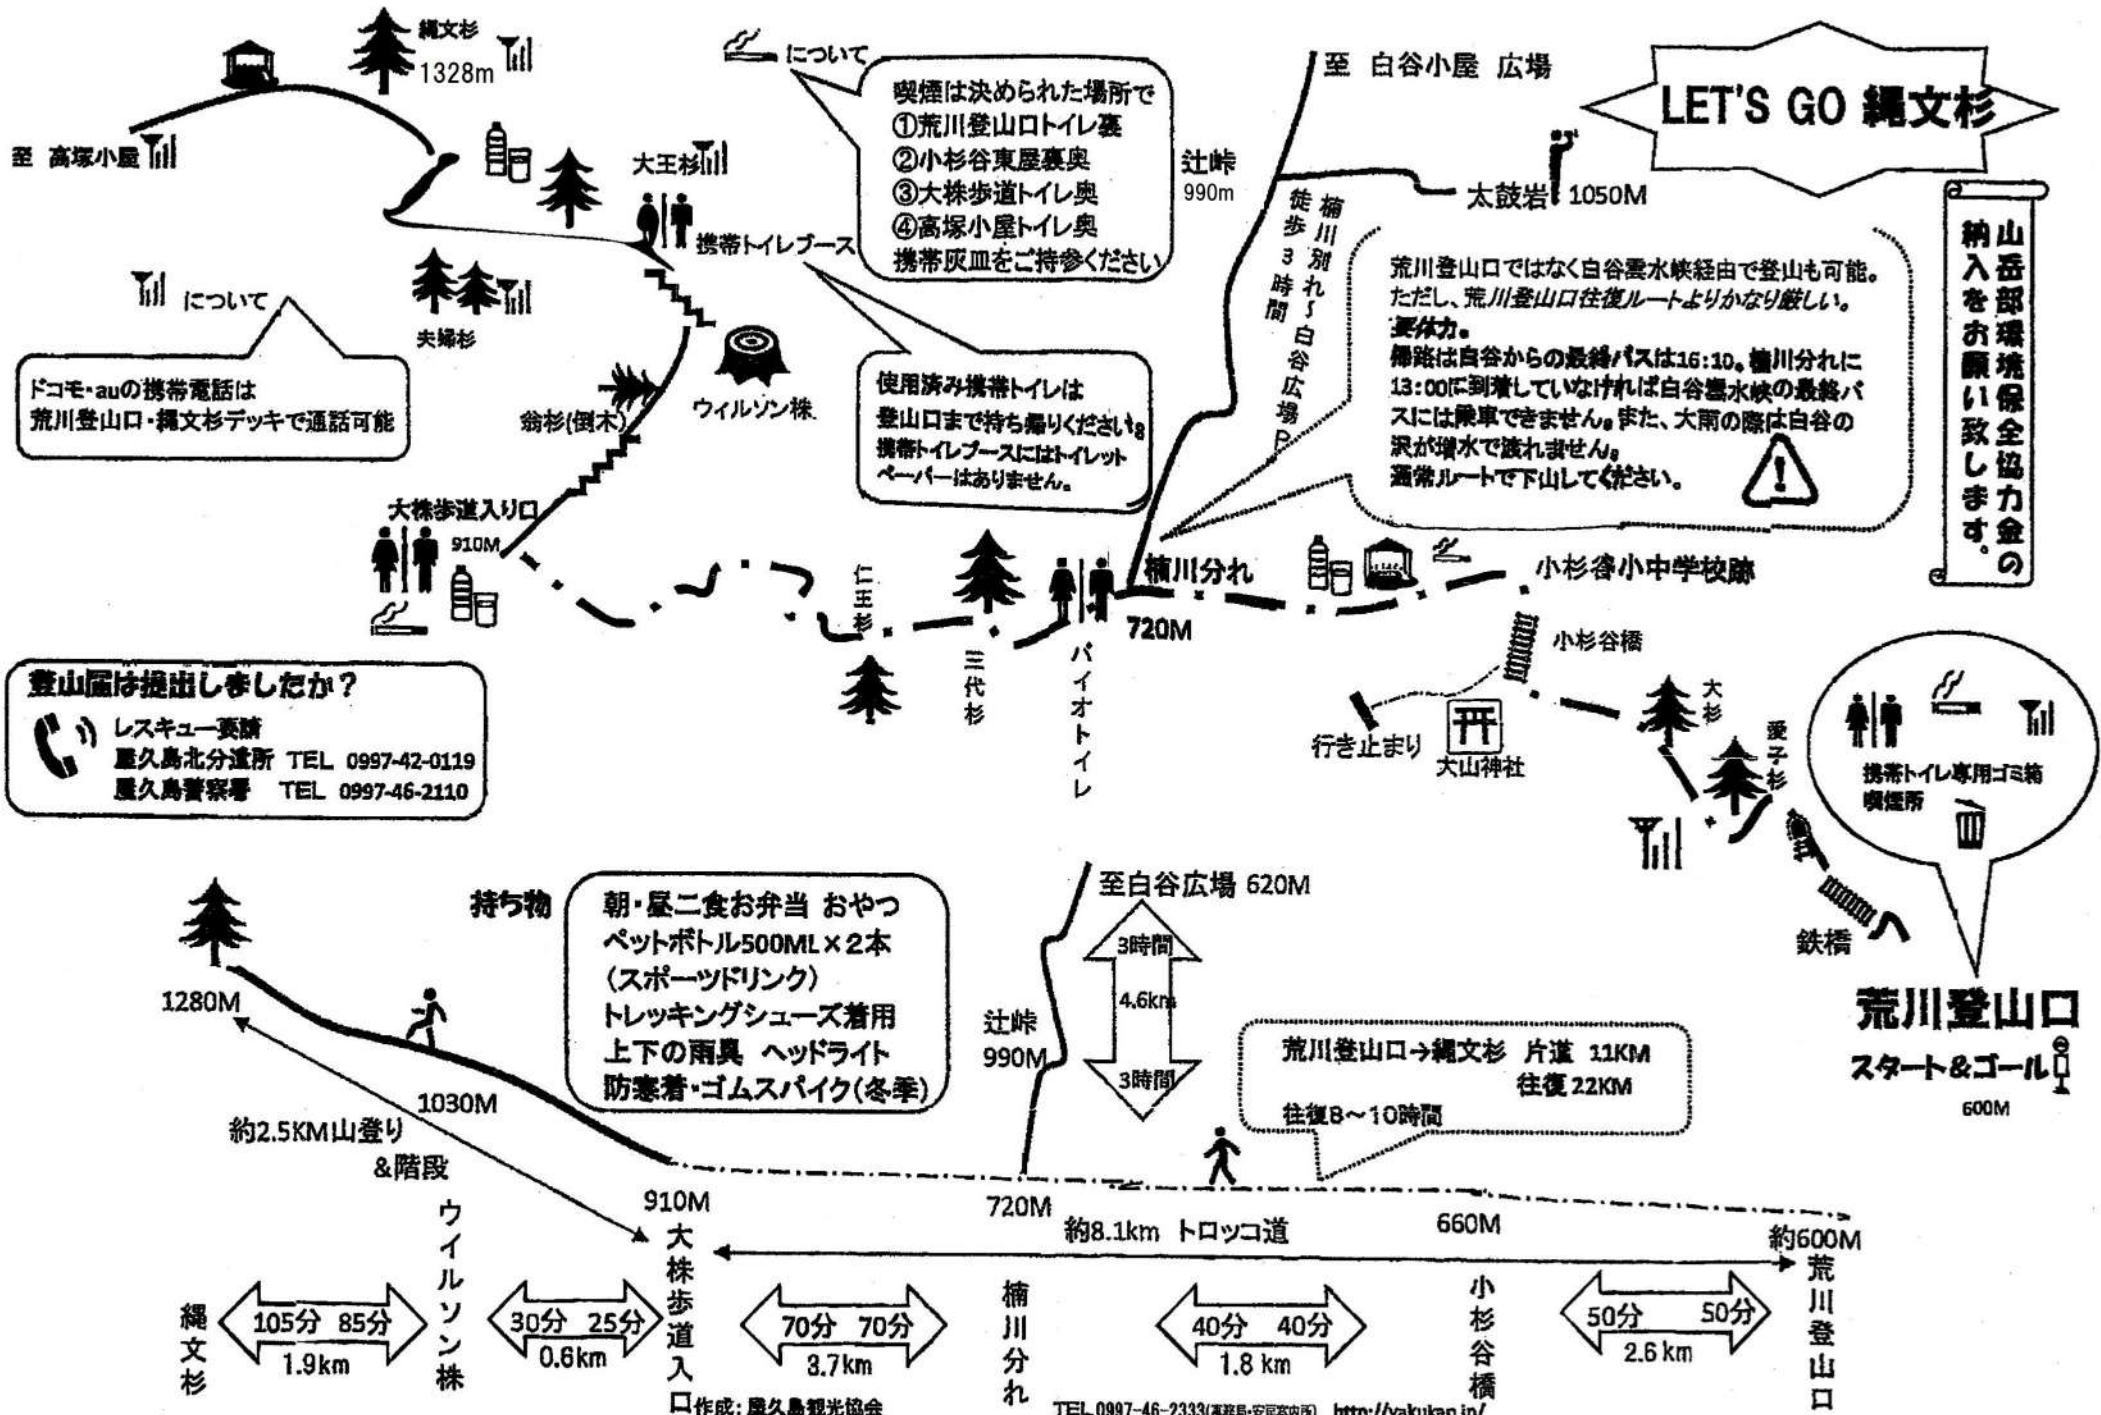 LET'S GO 縄文杉
縄文杉
1328m
至 高塚小屋
大王杉
携帯トイレブース
夫婦杉
について
ドコモ・auの携帯電話は
荒川登山口・縄文杉デッキで通話可能
について
喫煙は決められた場所で
①荒川登山口トイレ裏
②小杉谷東屋裏奥
③大株歩道トイレ奥
④高塚小屋トイレ奥
携帯灰皿をご持参ください
使用済み携帯トイレは
登山口まで持ち帰りください。
携帯トイレブースにはトイレット
ペーパーはありません。
ウィルソン株
翁杉(倒木)
大株歩道入り口
910M
至 白谷小屋 広場
辻峠
990m
太鼓岩 1050M
楠川別れ~白谷広場P
徒歩3時間
荒川登山口ではなく白谷雲水峡経由で登山も可能。
ただし、荒川登山口往復ルートよりかなり厳しい。
要体力。
帰路は白谷からの最終バスは16:10。楠川分れに
13:00に到着していなければ白谷雲水峡の最終バ
スには乗車できません。また、大雨の際は白谷の
沢が増水で渡れません。
通常ルートで下山してください。
山岳部環境保全協力金の
納入をお願い致します。
仁王杉
三代杉
バイオトイレ
楠川分れ
720M
小杉谷小中学校跡
小杉谷橋
行き止まり
大山神社
大杉
愛子杉
鉄橋
携帯トイレ専用ゴミ箱
喫煙所
荒川登山口
スタート&ゴール
600M
登山届は提出しましたか?
レスキュー要請
屋久島北分遣所 TEL 0997-42-0119
屋久島警察署 TEL 0997-46-2110
持ち物
朝・昼二食お弁当 おやつ
ペットボトル500ML×2本
(スポーツドリンク)
トレッキングシューズ着用
上下の雨具 ヘッドライト
防寒着・ゴムスパイク(冬季)
至白谷広場 620M
3時間
4.6km
3時間
辻峠
990M
荒川登山口→縄文杉 片道 11KM
往復 22KM
往復8~10時間
1280M
1030M
約2.5KM山登り
&階段
910M
720M
約8.1km トロッコ道
660M
約600M
縄文杉
105分 85分
1.9km
ウイルソン株
30分 25分
0.6km
大株歩道入口
70分 70分
3.7km
楠川分れ
40分 40分
1.8 km
小杉谷橋
50分 50分
2.6 km
荒川登山口
作成: 屋久島観光協会
TEL 0997-46-2333(事務局・安房案内所) http://yakukan.jp/